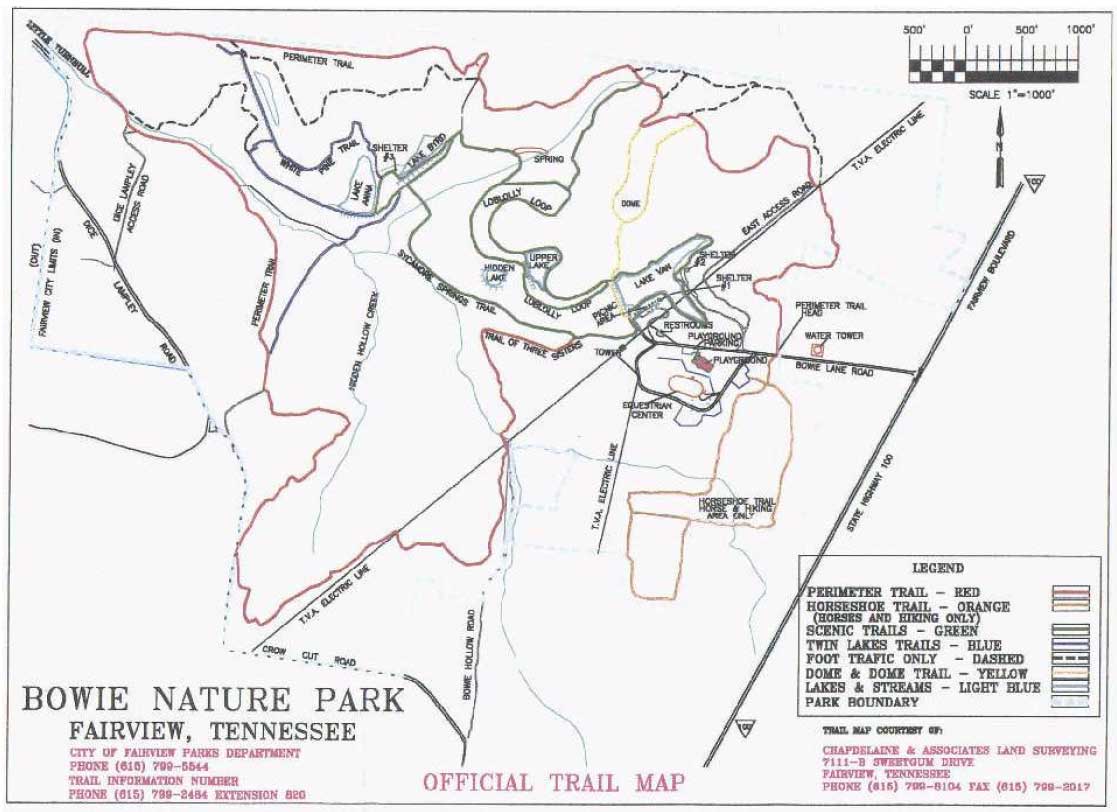 LITTLE TURNBULL
PERIMETER TRAIL
500' 0' 500' 1000'
SCALE 1"=1000'
N
T.V.A. ELECTRIC LINE
EAST ACCESS ROAD
100
WHITE PINE TRAIL
SHELTER
#3
LAKE BYRD
LAKE ANNA
SPRING
LOBLOLLY LOOP
DOME
DICE LAMPLEY
ACCESS ROAD
DICE LAMPLEY ROAD
(OUT)
FAIRVIEW CITY LIMITS (IN)
PERIMETER TRAIL
SYCAMORE SPRINGS TRAIL
HIDDEN
LAKE
UPPER
LAKE
LAKE VAN
SHELTER
#2
SHELTER
#1
LOBLOLLY LOOP
PICNIC
AREA
RESTROOMS
PLAYGROUND
PARKING
PLAYGROUND
PERIMETER TRAIL
HEAD
WATER TOWER
BOWIE LANE ROAD
FAIRVIEW BOULEVARD
TRAIL OF THREE SISTERS
TOWER
HIDDEN HOLLOW CREEK
EQUESTRIAN
CENTER
T.V.A. ELECTRIC LINE
HORSESHOE TRAIL
HORSE & HIKING
AREA ONLY
STATE HIGHWAY 100
T.V.A. ELECTRIC LINE
CROW CUT ROAD
BOWIE HOLLOW ROAD
100
LEGEND
PERIMETER TRAIL - RED
HORSESHOE TRAIL - ORANGE
(HORSES AND HIKING ONLY)
SCENIC TRAILS - GREEN
TWIN LAKES TRAILS - BLUE
FOOT TRAFIC ONLY - DASHED
DOME & DOME TRAIL - YELLOW
LAKES & STREAMS - LIGHT BLUE
PARK BOUNDARY
BOWIE NATURE PARK
FAIRVIEW, TENNESSEE
CITY OF FAIRVIEW PARKS DEPARTMENT
PHONE (615) 799-5544
TRAIL INFORMATION NUMBER
PHONE (615) 799-2484 EXTENSION 820
OFFICIAL TRAIL MAP
TRAIL MAP COURTESY OF:
CHAPDELAINE & ASSOCIATES LAND SURVEYING
7111-B SWEETGUM DRIVE
FAIRVIEW, TENNESSEE
PHONE (615) 799-8104 FAX (615) 799-2017